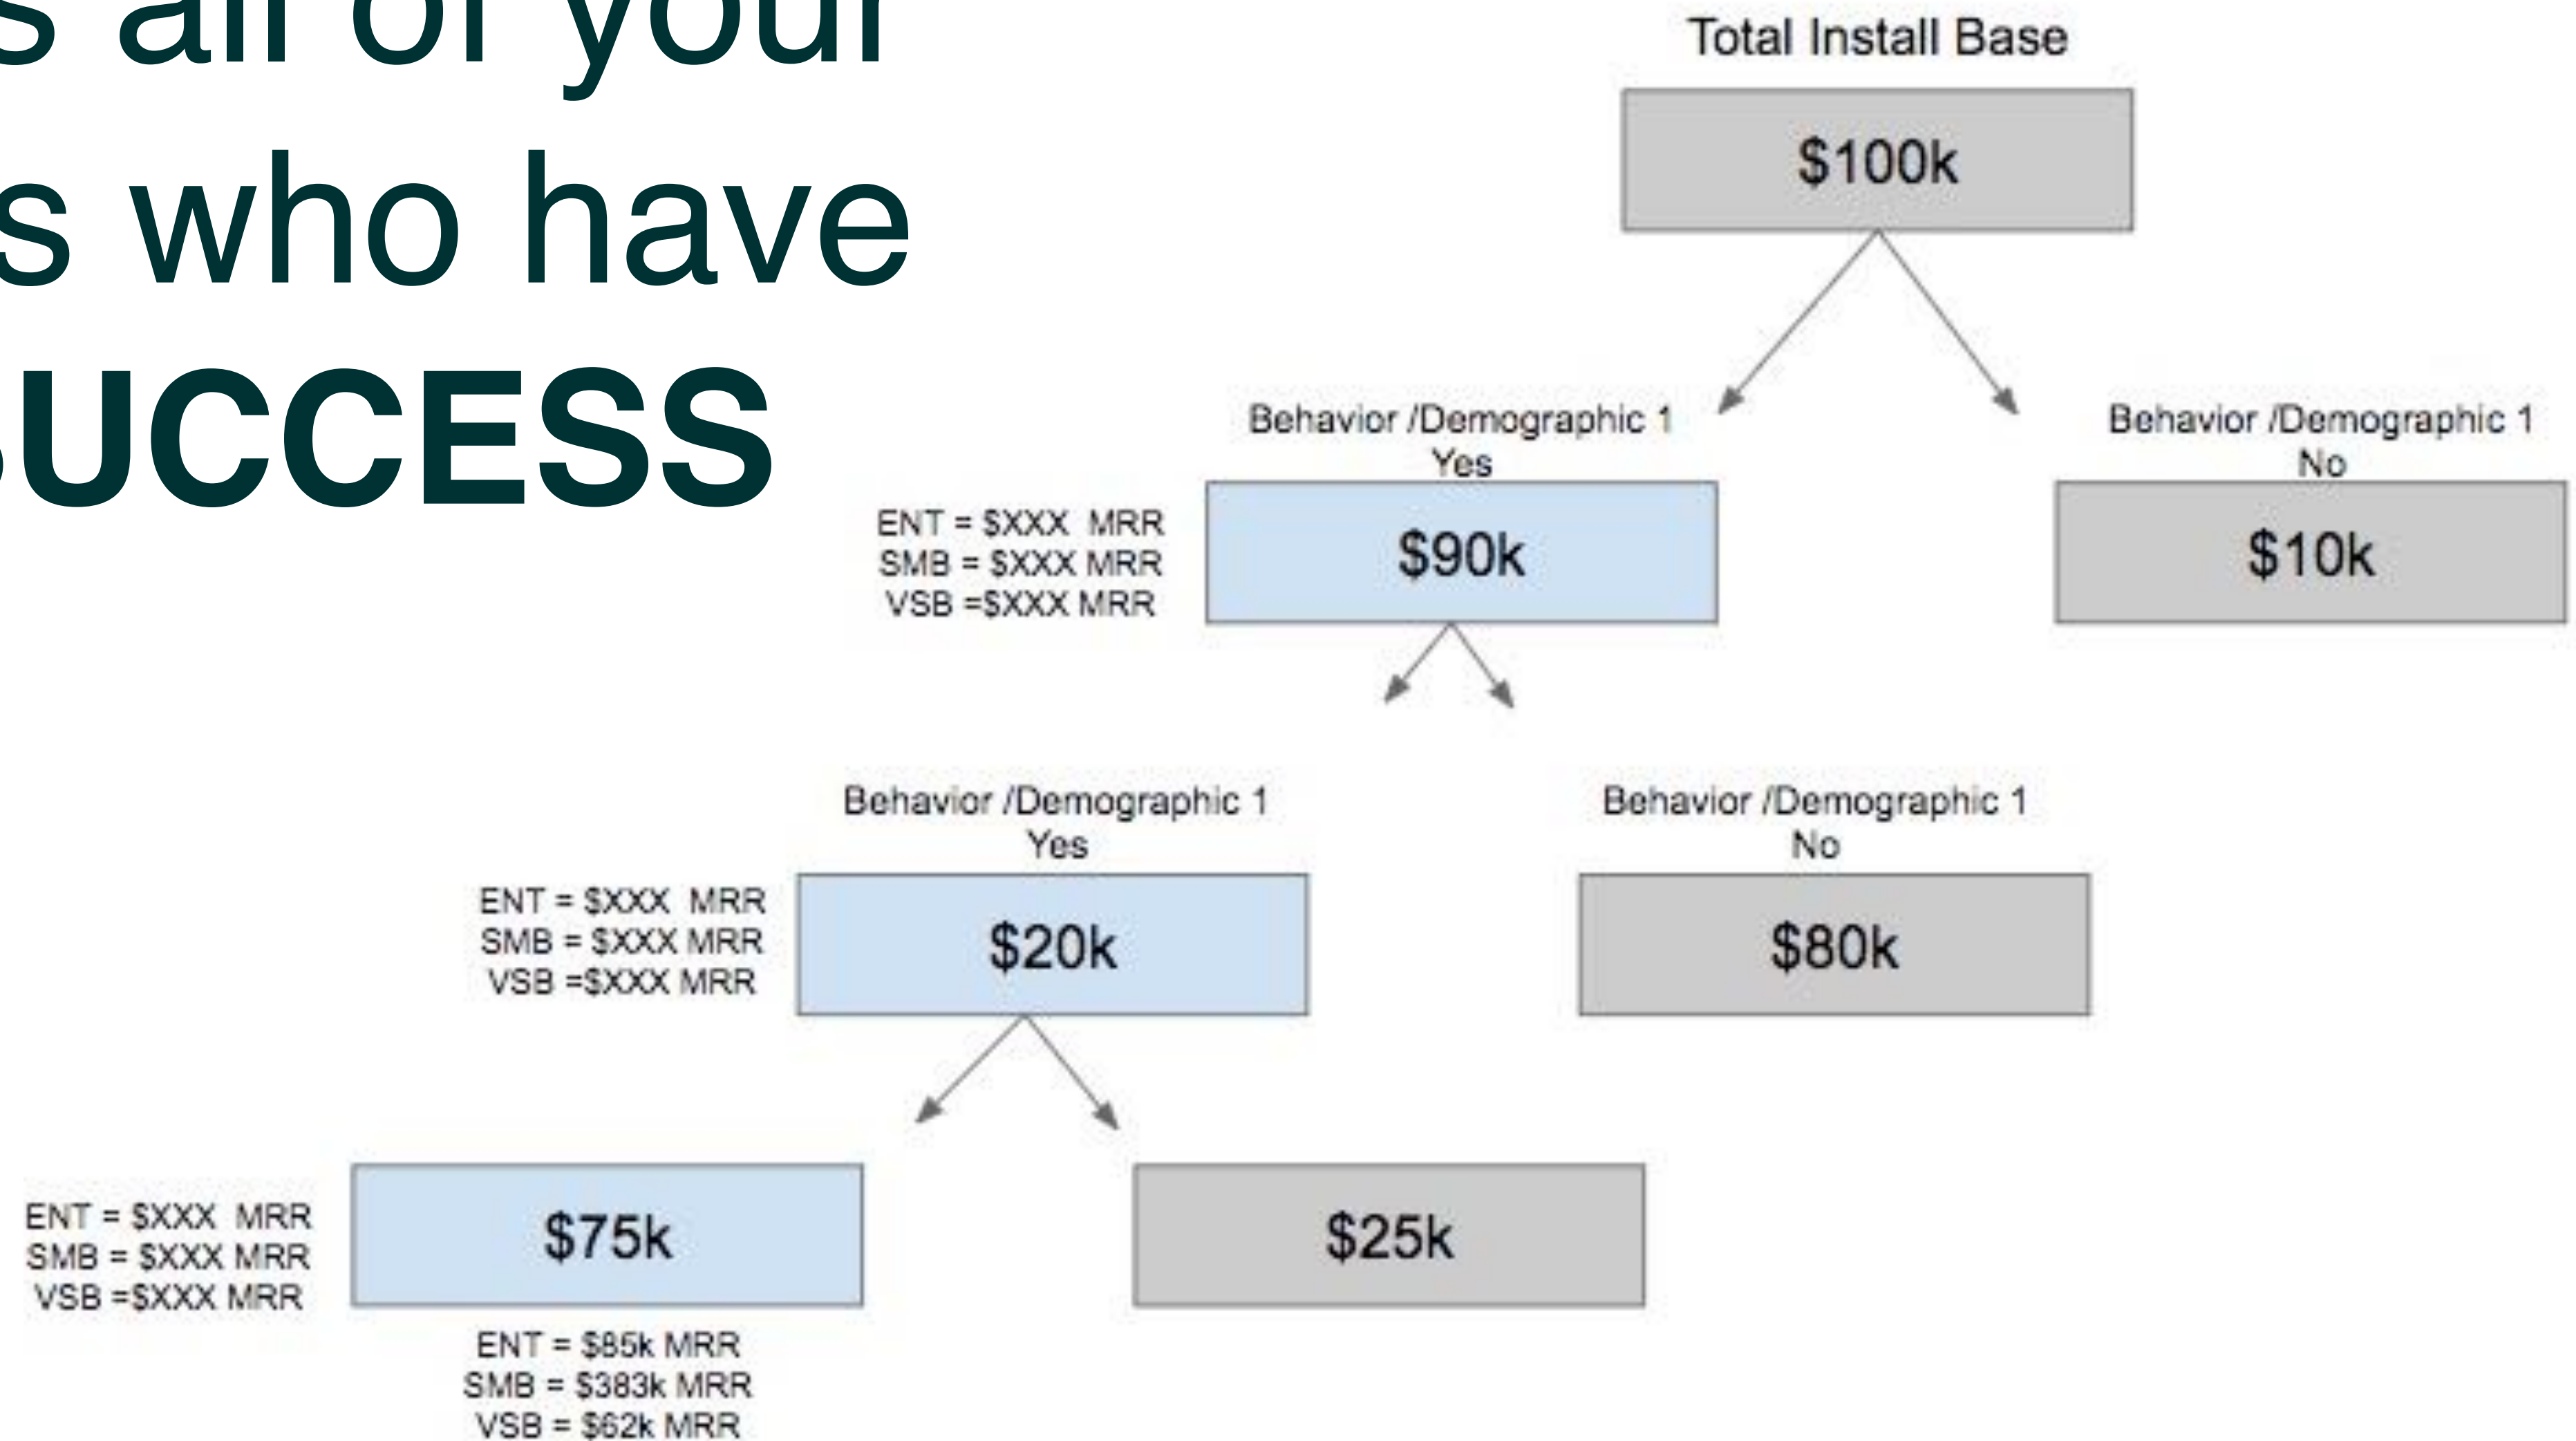 s all of your
s who have
SUCCESS
Total Install Base
$100k
Behavior /Demographic 1
Yes
Behavior /Demographic 1
No
ENT = $XXX  MRR
SMB = $XXX MRR
VSB =$XXX MRR
$90k
$10k
Behavior /Demographic 1
Yes
Behavior /Demographic 1
No
ENT = $XXX  MRR
SMB = $XXX MRR
VSB =$XXX MRR
$20k
$80k
ENT = $XXX  MRR
SMB = $XXX MRR
VSB =$XXX MRR
$75k
$25k
ENT = $85k MRR
SMB = $383k MRR
VSB = $62k MRR